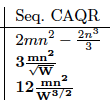 Seq. CAQR
2mn² − 2n³/3
3 mn²/√W
12 mn²/W^{3/2}